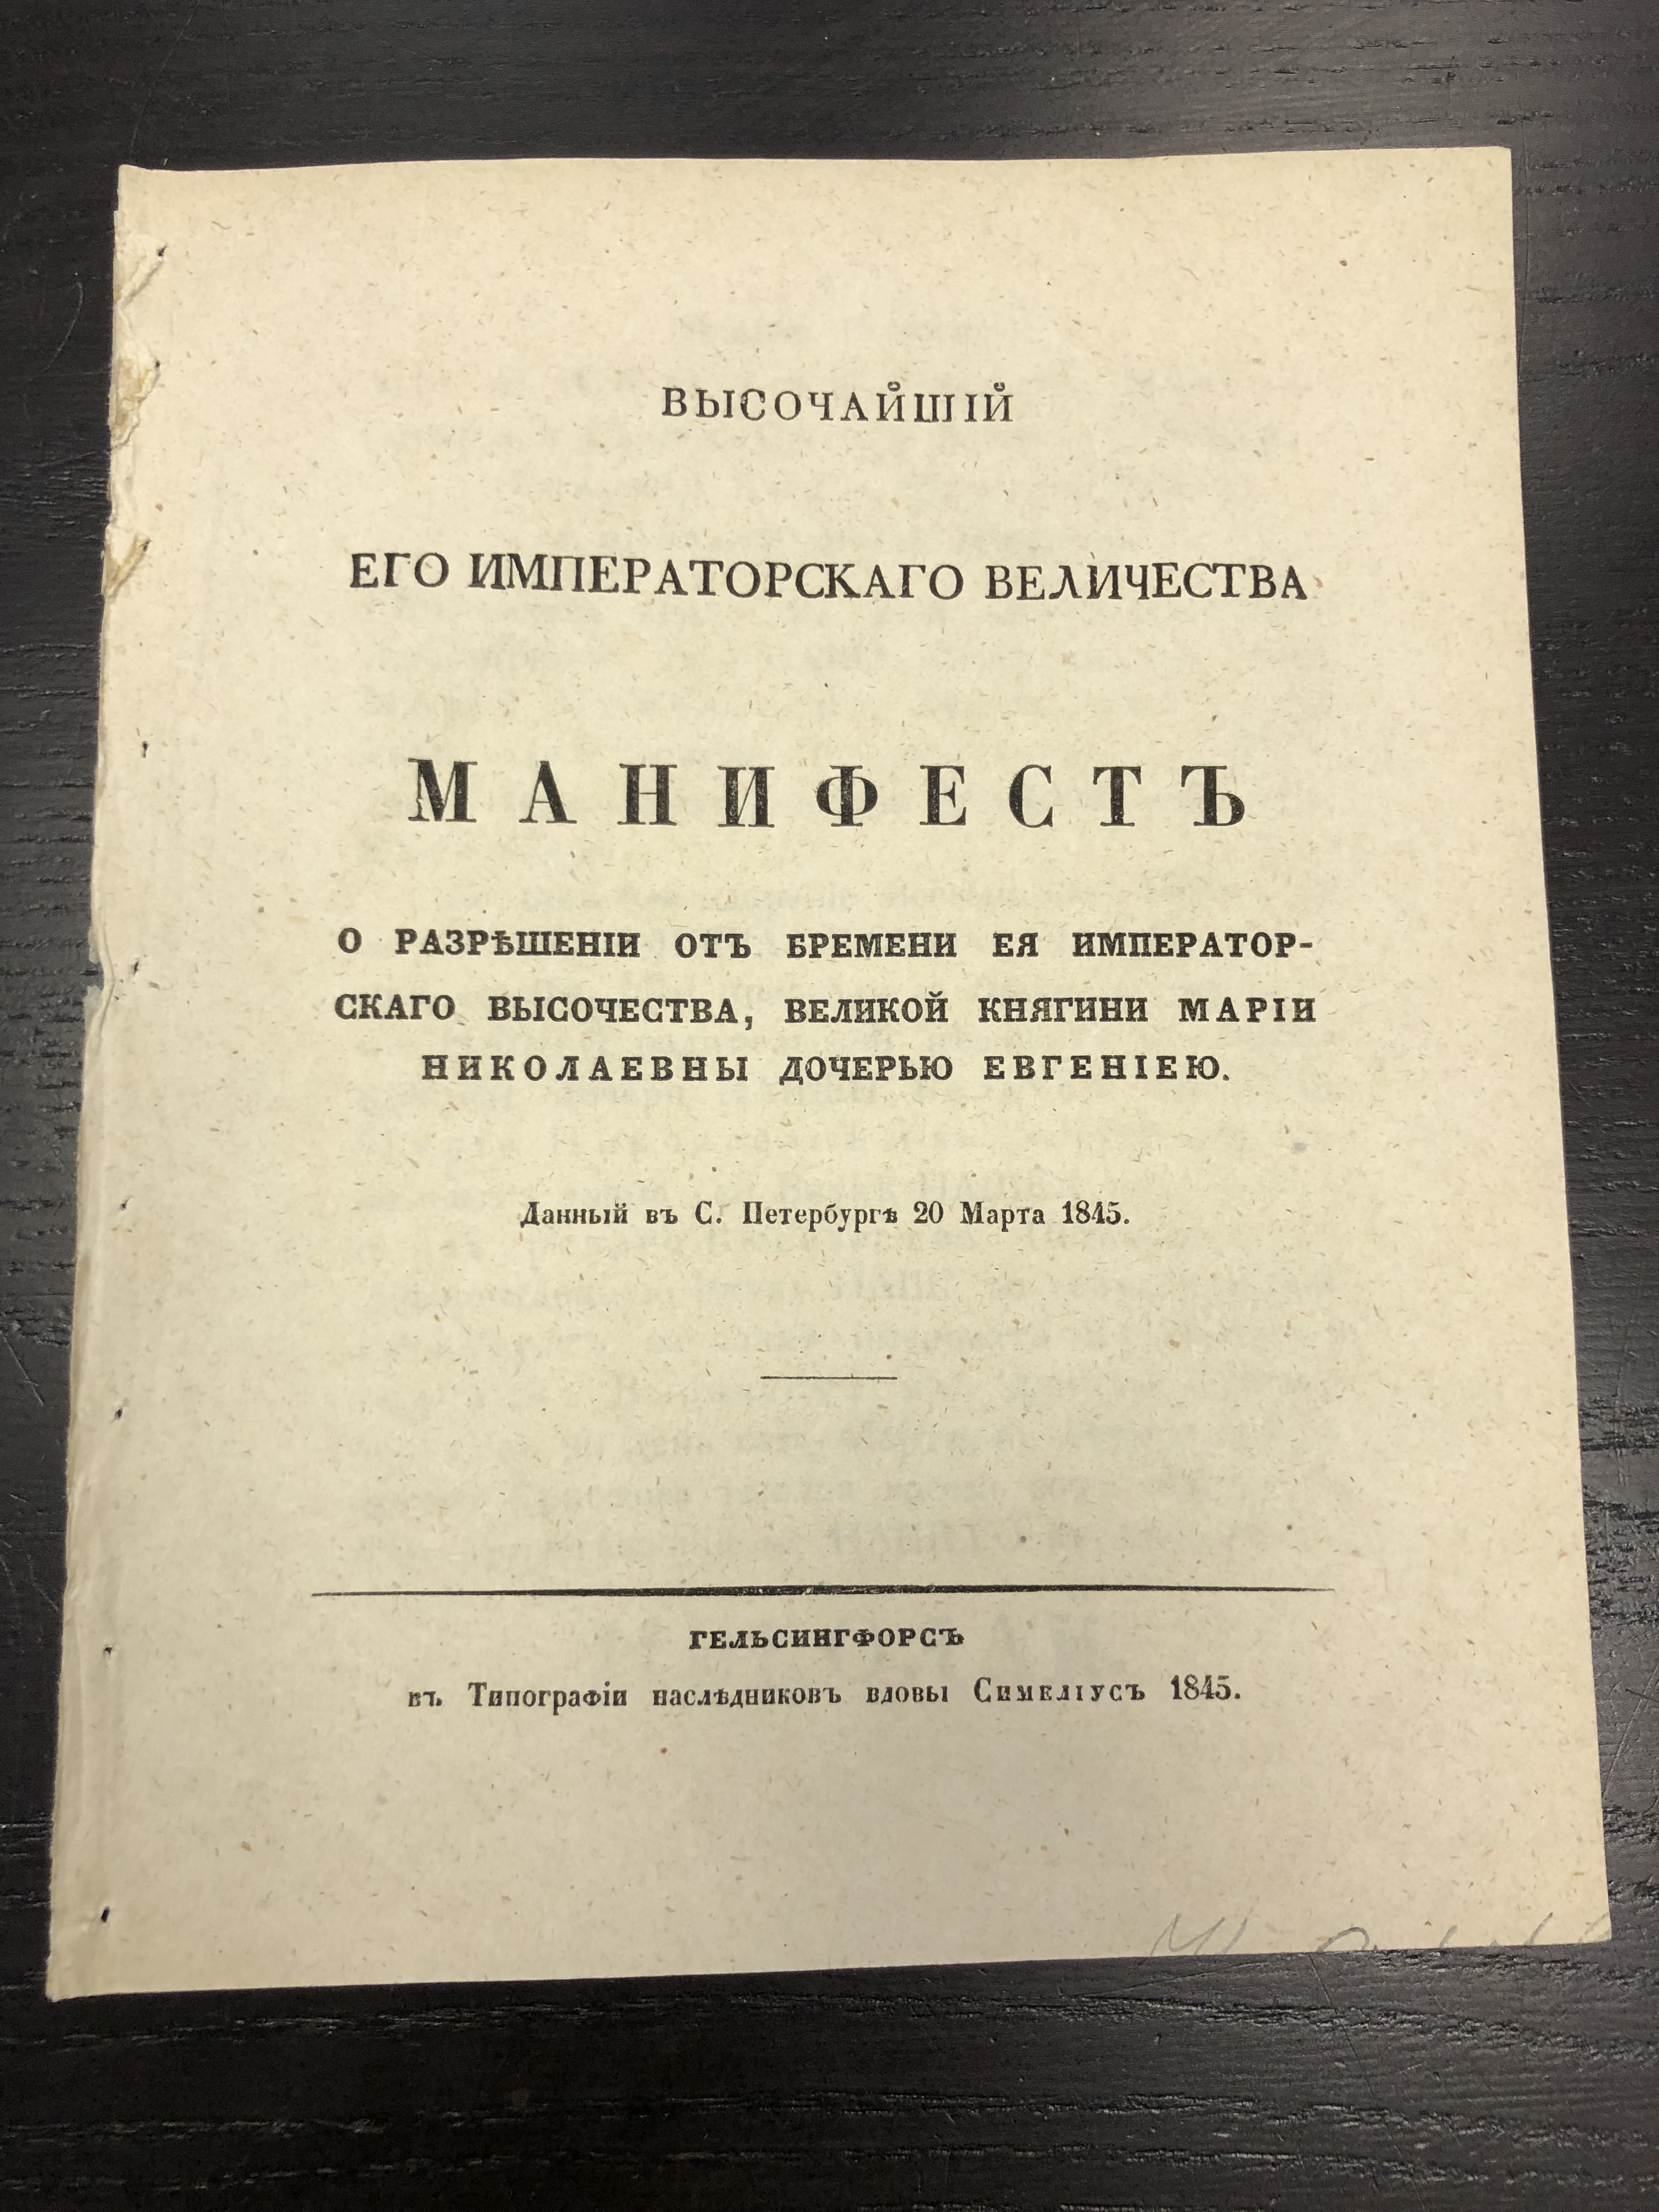 ВЫСОЧАЙШІЙ
ЕГО ИМПЕРАТОРСКАГО ВЕЛИЧЕСТВА
МАНИФЕСТЪ
О РАЗРѢШЕНІИ ОТЪ БРЕМЕНИ ЕЯ ИМПЕРАТОР-
СКАГО ВЫСОЧЕСТВА, ВЕЛИКОЙ КНЯГИНИ МАРІИ
НИКОЛАЕВНЫ ДОЧЕРЬЮ ЕВГЕНІЕЮ.
Данный въ С. Петербургѣ 20 Марта 1845.
ГЕЛЬСИНГФОРСЪ
въ Типографіи наслѣдниковъ вдовы Симеліусъ 1845.